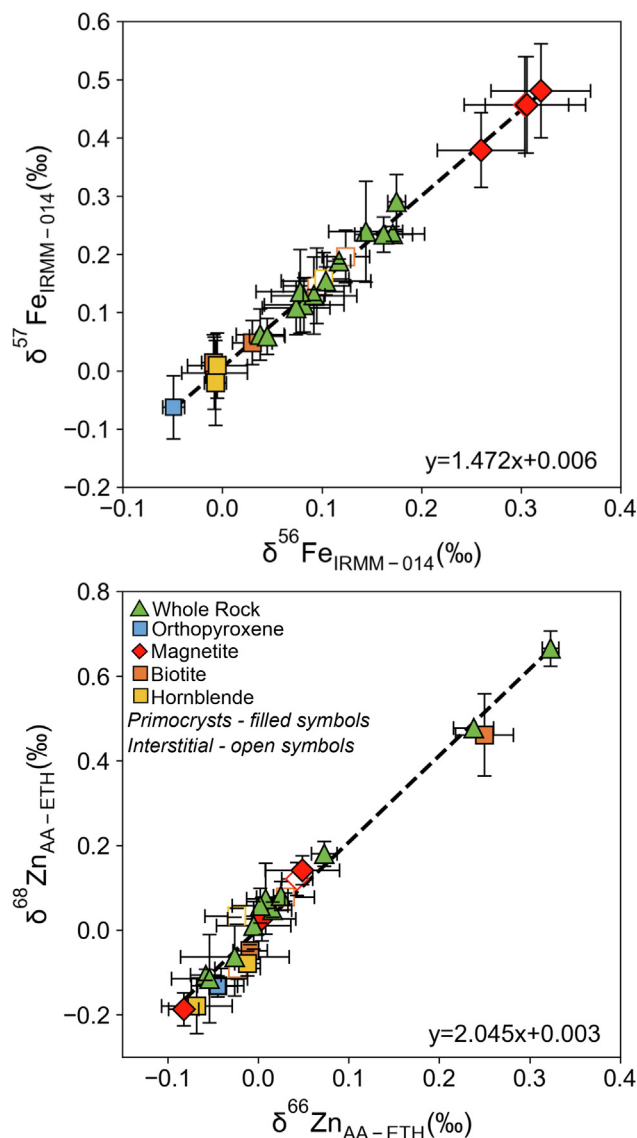 0.6
0.5
0.4
0.3
0.2
0.1
0.0
−0.1
−0.2
δ⁵⁷Fe_IRMM−014(‰)
y=1.472x+0.006
−0.1 0.0 0.1 0.2 0.3 0.4
δ⁵⁶Fe_IRMM−014(‰)
0.8
0.6
0.4
0.2
0.0
−0.2
δ⁶⁸Zn_AA−ETH(‰)
Whole Rock
Orthopyroxene
Magnetite
Biotite
Hornblende
Primocrysts - filled symbols
Interstitial - open symbols
y=2.045x+0.003
−0.1 0.0 0.1 0.2 0.3 0.4
δ⁶⁶Zn_AA−ETH(‰)